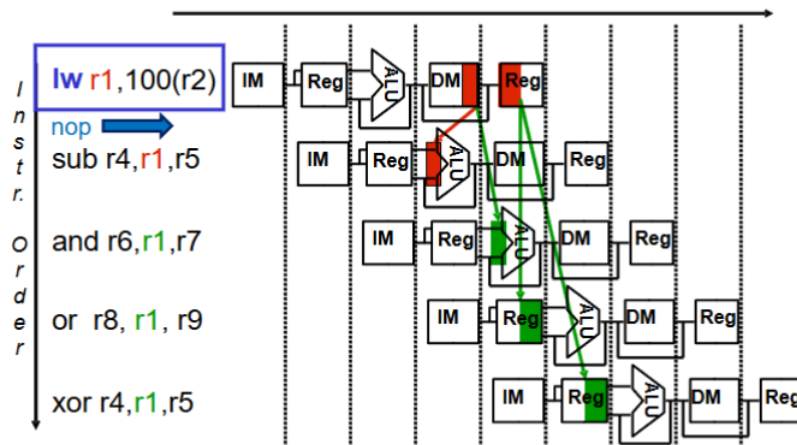 Instr. Order
lw r1,100(r2)
IM Reg ALU DM Reg
nop
sub r4,r1,r5
IM Reg ALU DM Reg
and r6,r1,r7
IM Reg ALU DM Reg
or r8, r1, r9
IM Reg ALU DM Reg
xor r4,r1,r5
IM Reg ALU DM Reg